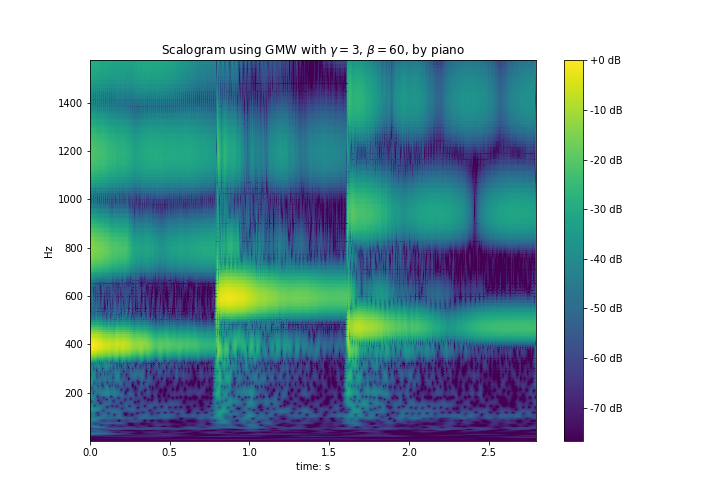 Scalogram using GMW with γ = 3, β = 60, by piano
+0 dB
1400
-10 dB
1200
-20 dB
1000
-30 dB
Hz
800
-40 dB
600
-50 dB
400
-60 dB
200
-70 dB
0.0 0.5 1.0 1.5 2.0 2.5
time: s